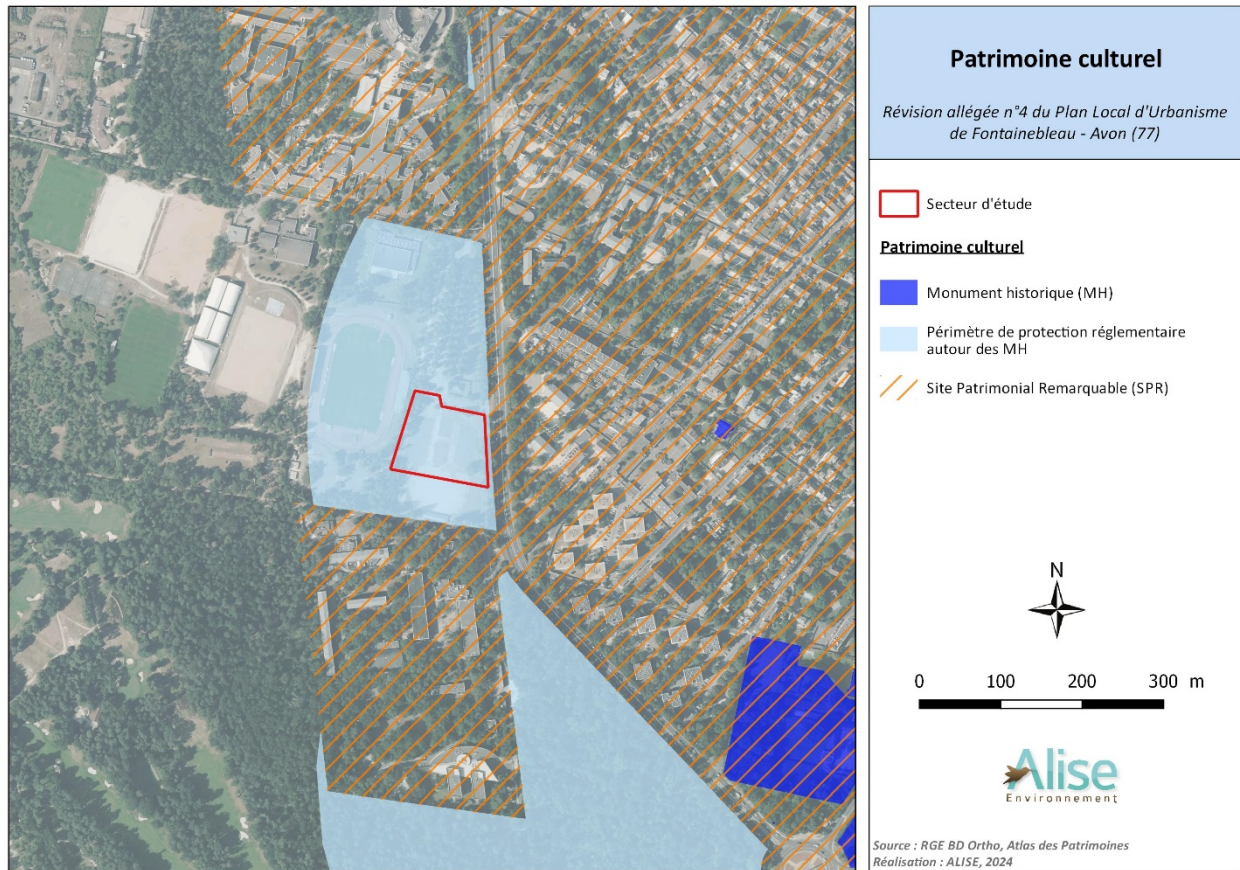 Patrimoine culturel
Révision allégée n°4 du Plan Local d'Urbanisme
de Fontainebleau - Avon (77)
Secteur d'étude
Patrimoine culturel
Monument historique (MH)
Périmètre de protection réglementaire
autour des MH
Site Patrimonial Remarquable (SPR)
N
0 100 200 300 m
Alise
Environnement
Source : RGE BD Ortho, Atlas des Patrimoines
Réalisation : ALISE, 2024